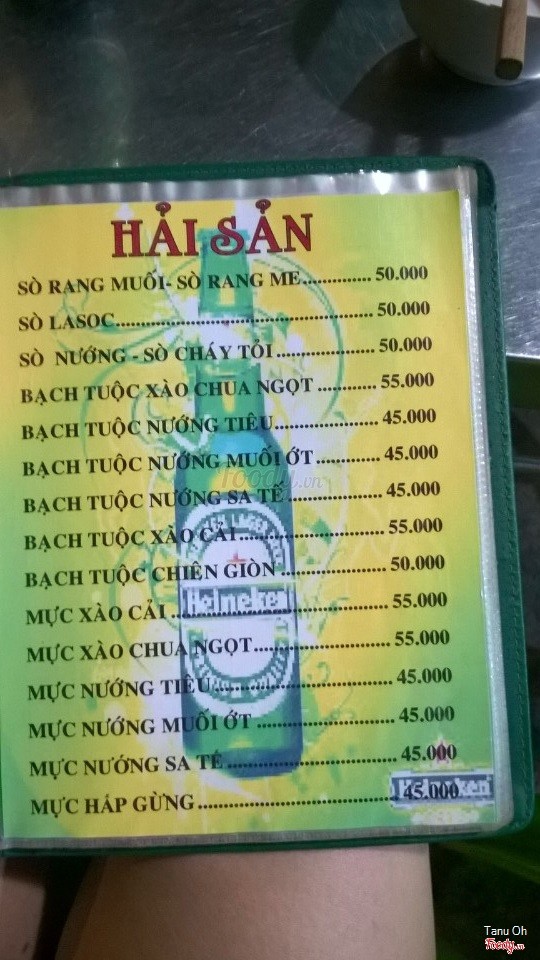 HẢI SẢN
SÒ RANG MUỐI- SÒ RANG ME.............. 50.000
SÒ LASOC.................................................... 50.000
SÒ NƯỚNG - SÒ CHÁY TỎI .................... 50.000
BẠCH TUỘC XÀO CHUA NGỌT ............ 55.000
BẠCH TUỘC NƯỚNG TIÊU..................... 45.000
BẠCH TUỘC NƯỚNG MUỐI ỚT ............. 45.000
BẠCH TUỘC NƯỚNG SA TẾ ................... 45.000
BẠCH TUỘC XÀO CẢI.............................. 55.000
BẠCH TUỘC CHIÊN GIÒN ...................... 50.000
MỰC XÀO CẢI ............................................ 55.000
MỰC XÀO CHUA NGỌT............................ 55.000
MỰC NƯỚNG TIÊU..................................... 45.000
MỰC NƯỚNG MUỐI ỚT ............................ 45.000
MỰC NƯỚNG SA TẾ .................................. 45.000
MỰC HẤP GỪNG ........................................ 45.000
Heineken
Heineken
foody.vn
Tanu Oh
Foody.vn